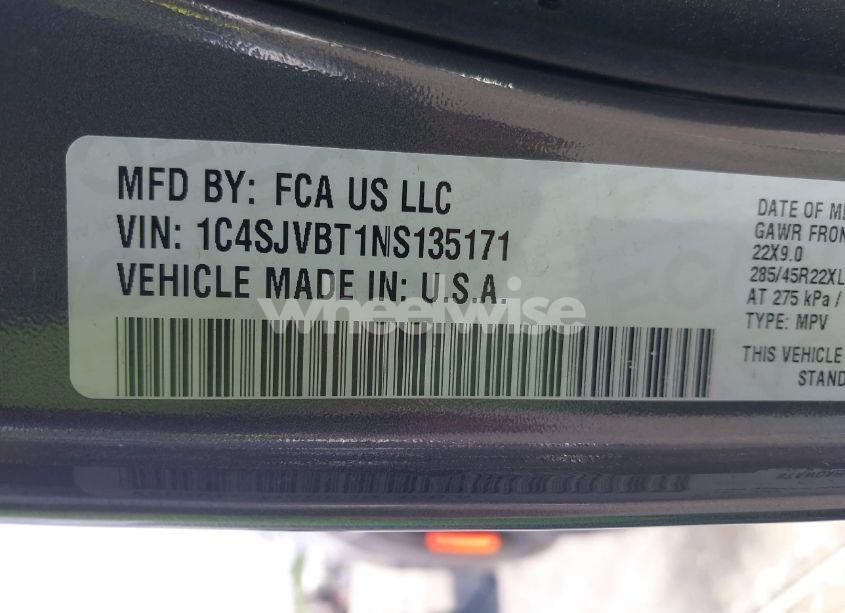 MFD BY: FCA US LLC
VIN: 1C4SJVBT1NS135171
VEHICLE MADE IN: U.S.A.
wheelwise
DATE OF M
GAWR FRON
22X9.0
285/45R22XL
AT 275 kPa /
TYPE: MPV
THIS VEHICLE
STAND